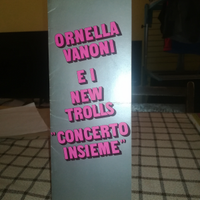 ORNELLA
VANONI
E I
NEW
TROLLS
"CONCERTO
INSIEME"